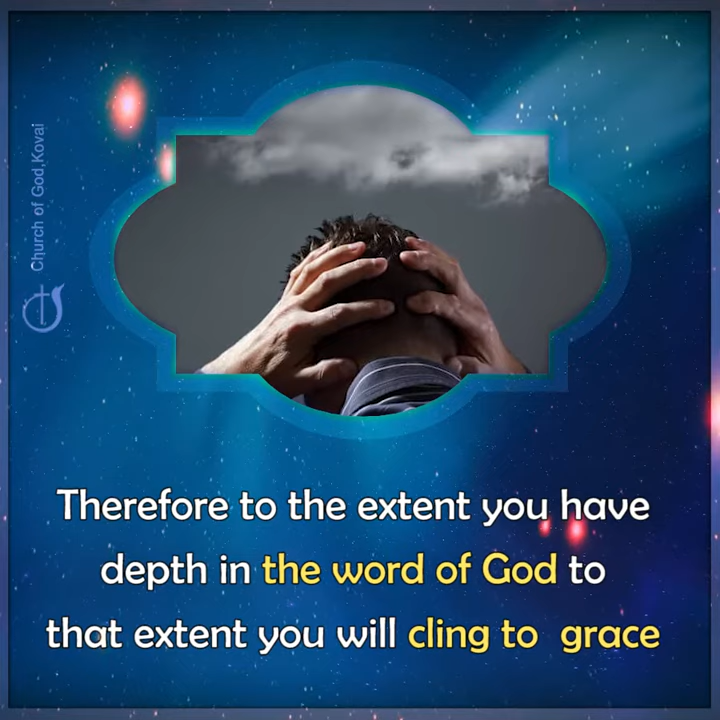 Church of God,Kovai
Therefore to the extent you have
depth in the word of God to
that extent you will cling to grace